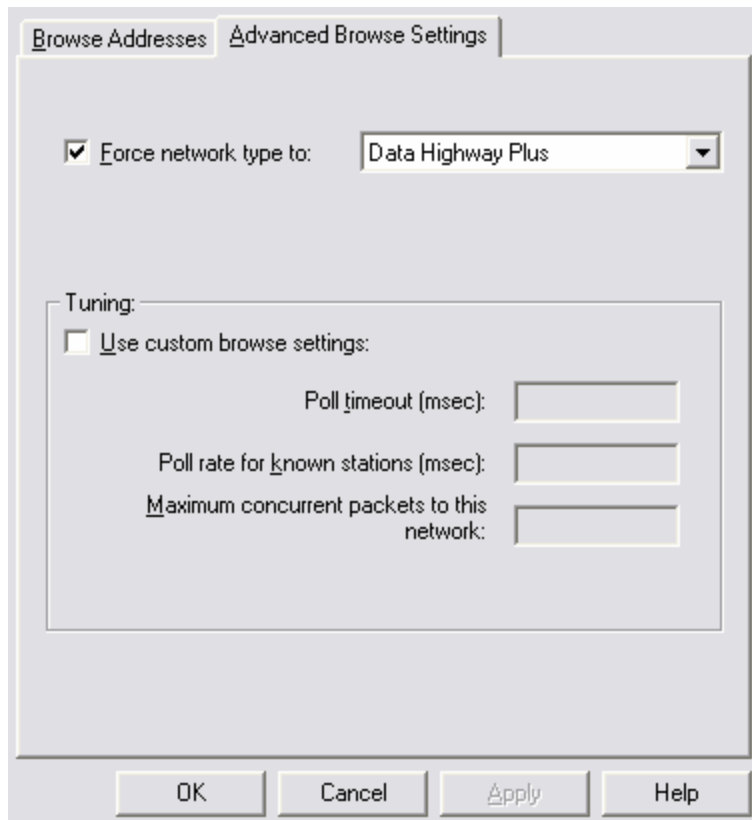 Browse Addresses
Advanced Browse Settings
Force network type to:
Data Highway Plus
Tuning:
Use custom browse settings:
Poll timeout (msec):
Poll rate for known stations (msec):
Maximum concurrent packets to this
network:
OK
Cancel
Apply
Help